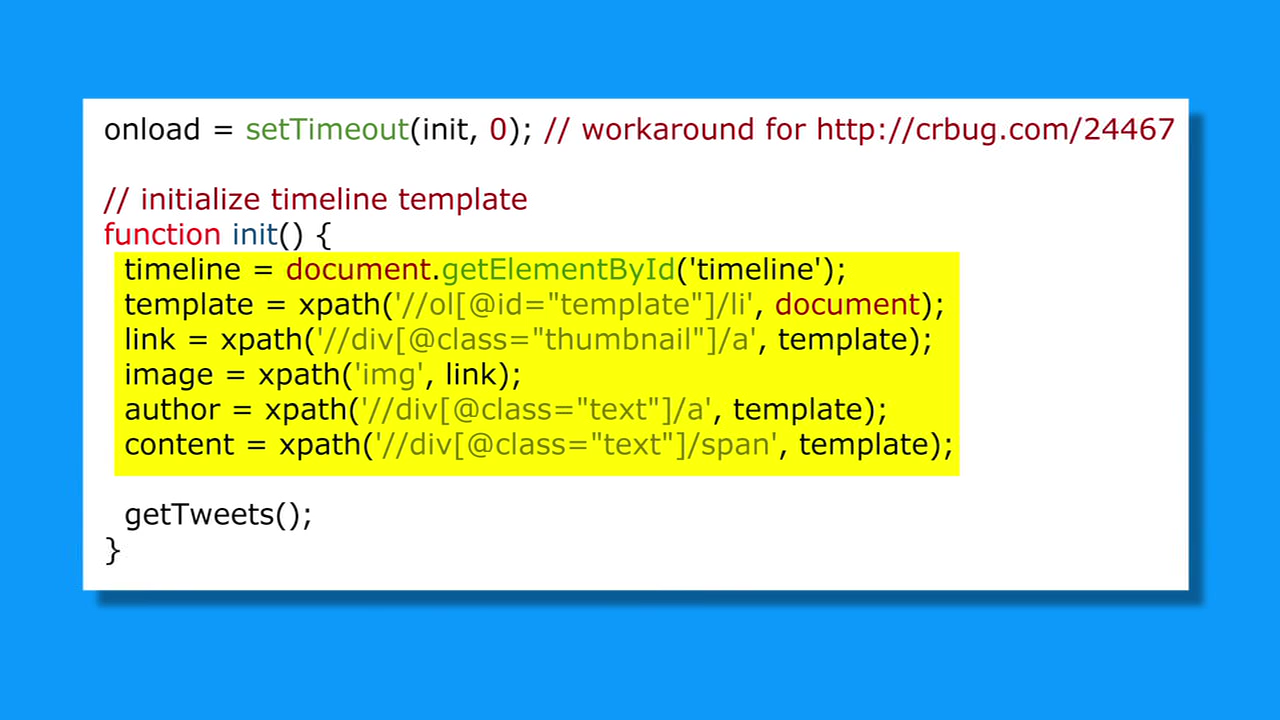 onload = setTimeout(init, 0); // workaround for http://crbug.com/24467
// initialize timeline template
function init() {
timeline = document.getElementById('timeline');
template = xpath('//ol[@id="template"]/li', document);
link = xpath('//div[@class="thumbnail"]/a', template);
image = xpath('img', link);
author = xpath('//div[@class="text"]/a', template);
content = xpath('//div[@class="text"]/span', template);
getTweets();
}